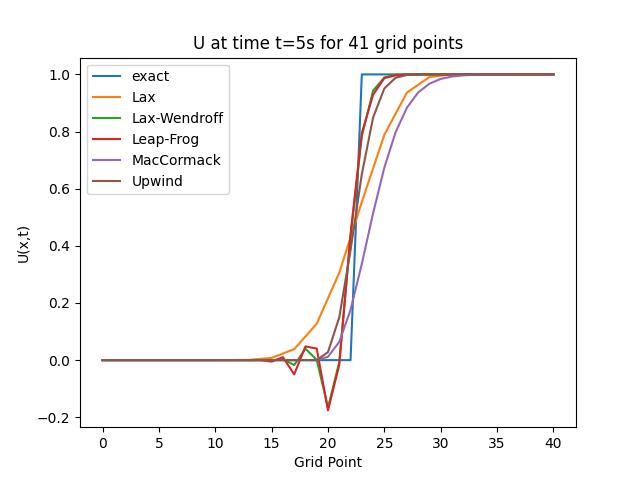 U at time t=5s for 41 grid points
exact
Lax
Lax-Wendroff
Leap-Frog
MacCormack
Upwind
1.0
0.8
0.6
0.4
0.2
0.0
−0.2
U(x,t)
0 5 10 15 20 25 30 35 40
Grid Point